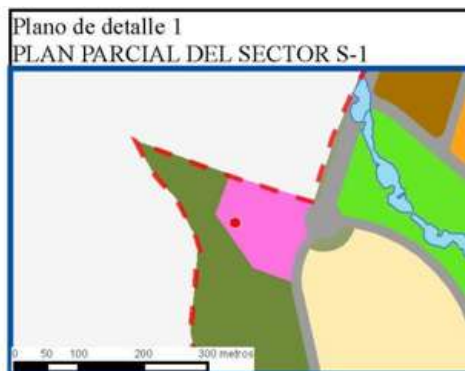 Plano de detalle 1
PLAN PARCIAL DEL SECTOR S-1
0 50 100 200 300 metros